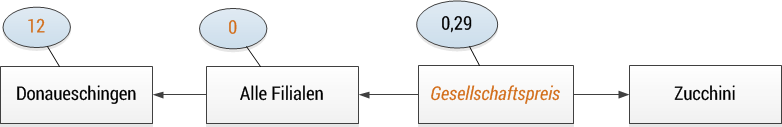 12
0
0,29
Donaueschingen
Alle Filialen
Gesellschaftspreis
Zucchini